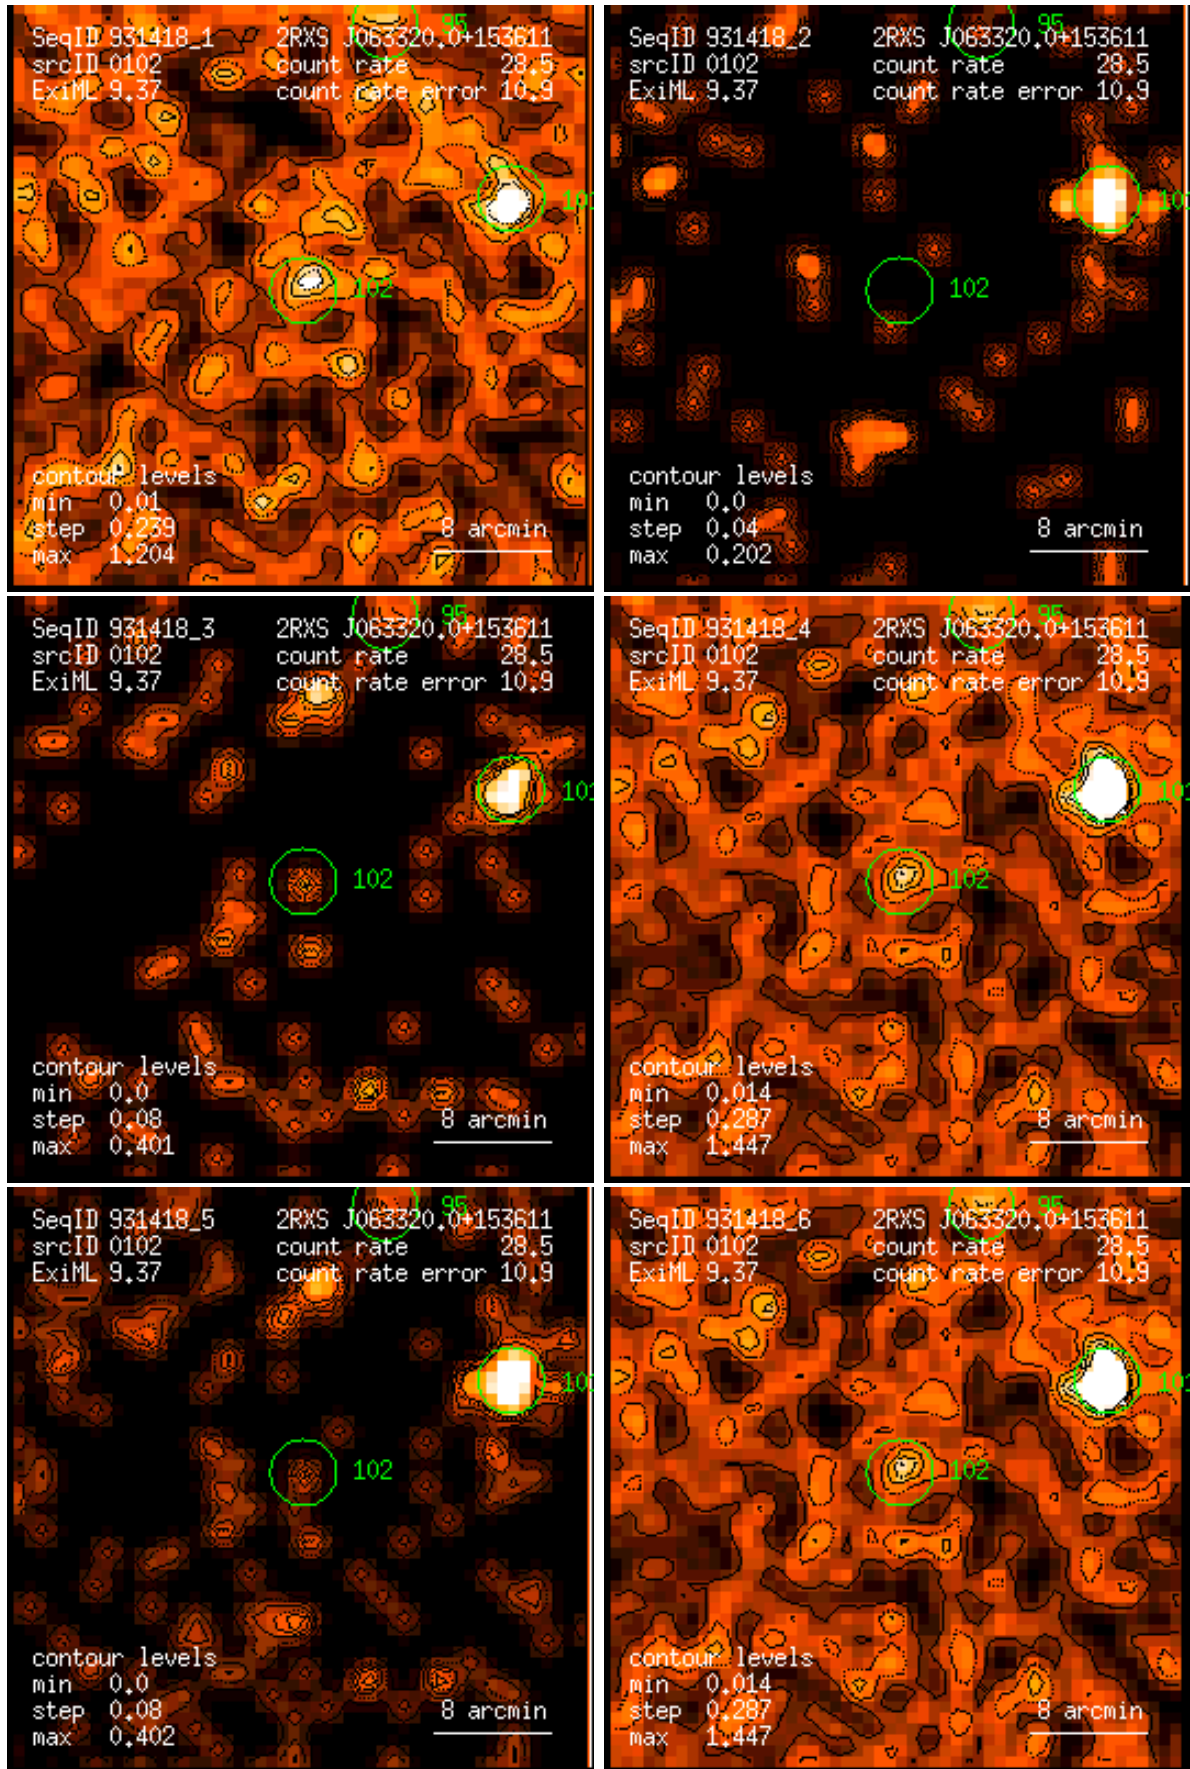 95
SeqID 931418_1 2RXS J063320.0+153611
srcID 0102 count rate 28.5
ExiML 9.37 count rate error 10.9
101
102
contour levels
min 0.01
step 0.239 8 arcmin
max 1.204
95
SeqID 931418_2 2RXS J063320.0+153611
srcID 0102 count rate 28.5
ExiML 9.37 count rate error 10.9
102
contour levels
min 0.0
step 0.04 8 arcmin
max 0.202
95
SeqID 931418_3 2RXS J063320.0+153611
srcID 0102 count rate 28.5
ExiML 9.37 count rate error 10.9
101
102
contour levels
min 0.0
step 0.08 8 arcmin
max 0.401
95
SeqID 931418_4 2RXS J063320.0+153611
srcID 0102 count rate 28.5
ExiML 9.37 count rate error 10.9
102
contour levels
min 0.014
step 0.287 8 arcmin
max 1.447
95
SeqID 931418_5 2RXS J063320.0+153611
srcID 0102 count rate 28.5
ExiML 9.37 count rate error 10.9
101
102
contour levels
min 0.0
step 0.08 8 arcmin
max 0.402
95
SeqID 931418_6 2RXS J063320.0+153611
srcID 0102 count rate 28.5
ExiML 9.37 count rate error 10.9
102
contour levels
min 0.014
step 0.287 8 arcmin
max 1.447